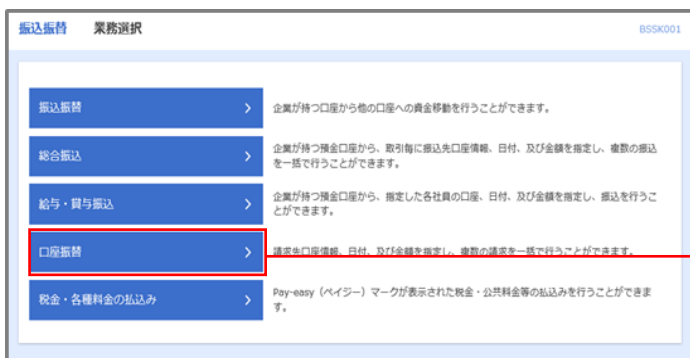 振込振替 業務選択 BSSK001
振込振替 企業が持つ口座から他の口座への資金移動を行うことができます。
総合振込 企業が持つ預金口座から、取引毎に振込先口座情報、日付、及び金額を指定し、複数の振込
を一括で行うことができます。
給与・賞与振込 企業が持つ預金口座から、指定した各社員の口座、日付、及び金額を指定し、振込を行うこ
とができます。
口座振替 請求先口座情報、日付、及び金額を指定し、複数の請求を一括で行うことができます。
税金・各種料金の払込み Pay-easy（ペイジー）マークが表示された税金・公共料金等の払込みを行うことができま
す。